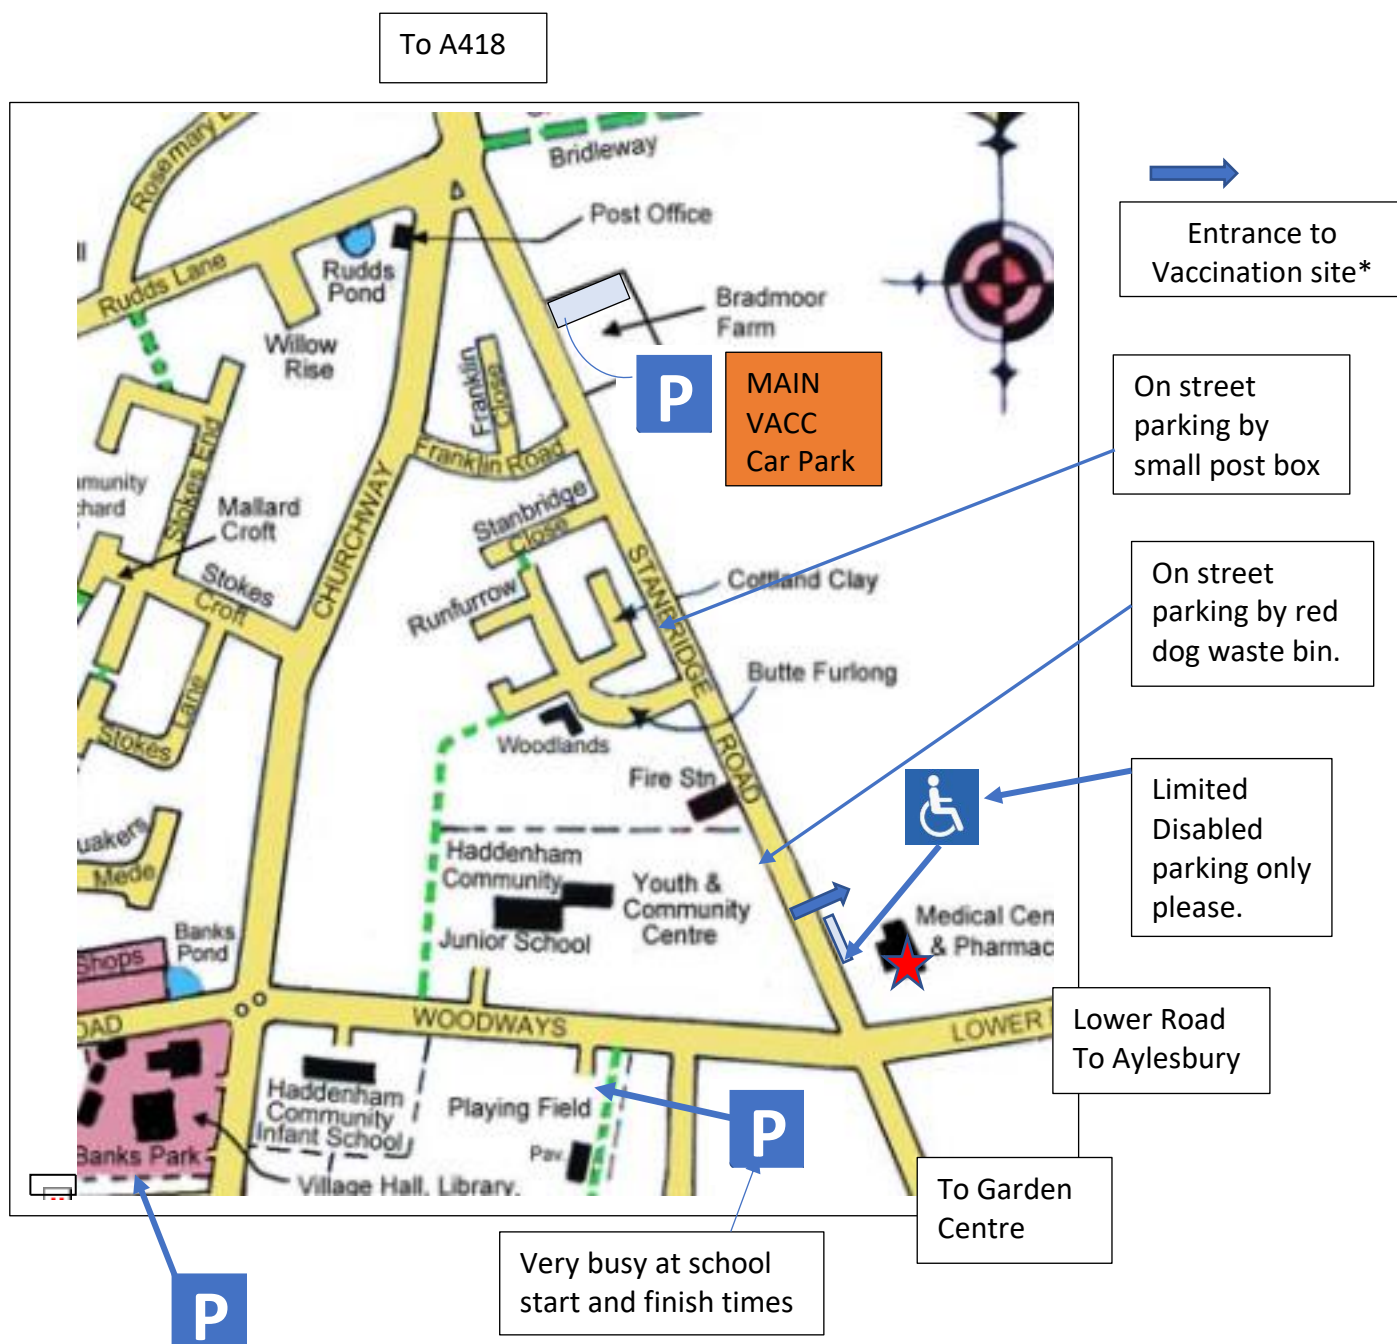 To A418
Bridleway
Rosemary
Post Office
Entrance to
Vaccination site*
Rudds Lane
Rudds
Pond
Bradmoor
Farm
Willow
Rise
Franklin
Close
P
MAIN
VACC
Car Park
On street
parking by
small post box
Franklin Road
Stokes End
Mallard
Croft
CHURCHWAY
Stanbridge
Close
STANBRIDGE ROAD
Stokes
Croft
Runfurrow
Cottland Clay
On street
parking by red
dog waste bin.
Butte Furlong
Stokes Lane
Woodlands
Fire Stn
Limited
Disabled
parking only
please.
Mede
Haddenham
Community
Junior School
Youth &
Community
Centre
Medical Cen
& Pharmac
Banks
Pond
Shops
OAD
WOODWAYS
LOWER
Lower Road
To Aylesbury
Haddenham
Community
Infant School
Playing Field
P
Pav.
Banks Park
Village Hall, Library,
To Garden
Centre
Very busy at school
start and finish times
P